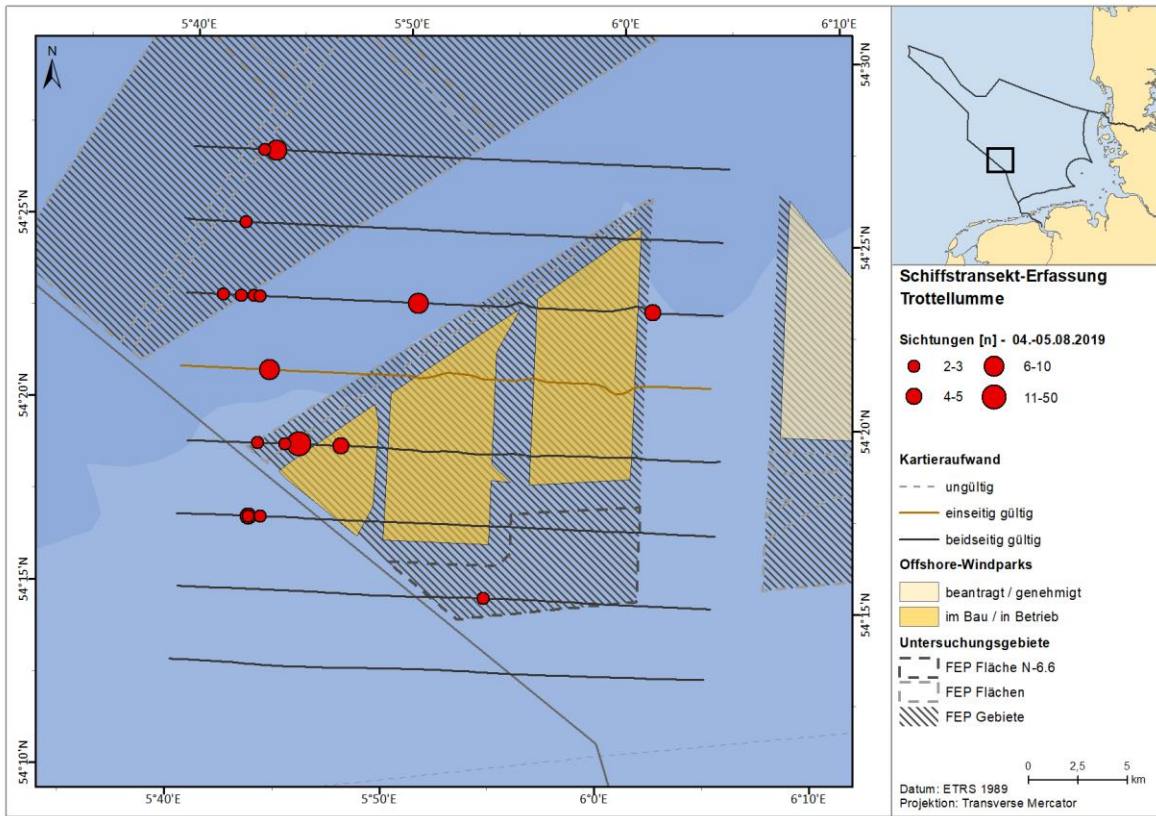 5°40'E 5°50'E 6°0'E 6°10'E
N
54°30'N
54°25'N
54°25'N
54°20'N
54°20'N
54°15'N
54°15'N
54°10'N
5°40'E 5°50'E 6°0'E 6°10'E
Schiffstransekt-Erfassung
Trottellumme
Sichtungen [n] - 04.-05.08.2019
2-3 6-10
4-5 11-50
Kartieraufwand
ungültig
einseitig gültig
beidseitig gültig
Offshore-Windparks
beantragt / genehmigt
im Bau / in Betrieb
Untersuchungsgebiete
FEP Fläche N-6.6
FEP Flächen
FEP Gebiete
0 2,5 5
km
Datum: ETRS 1989
Projektion: Transverse Mercator